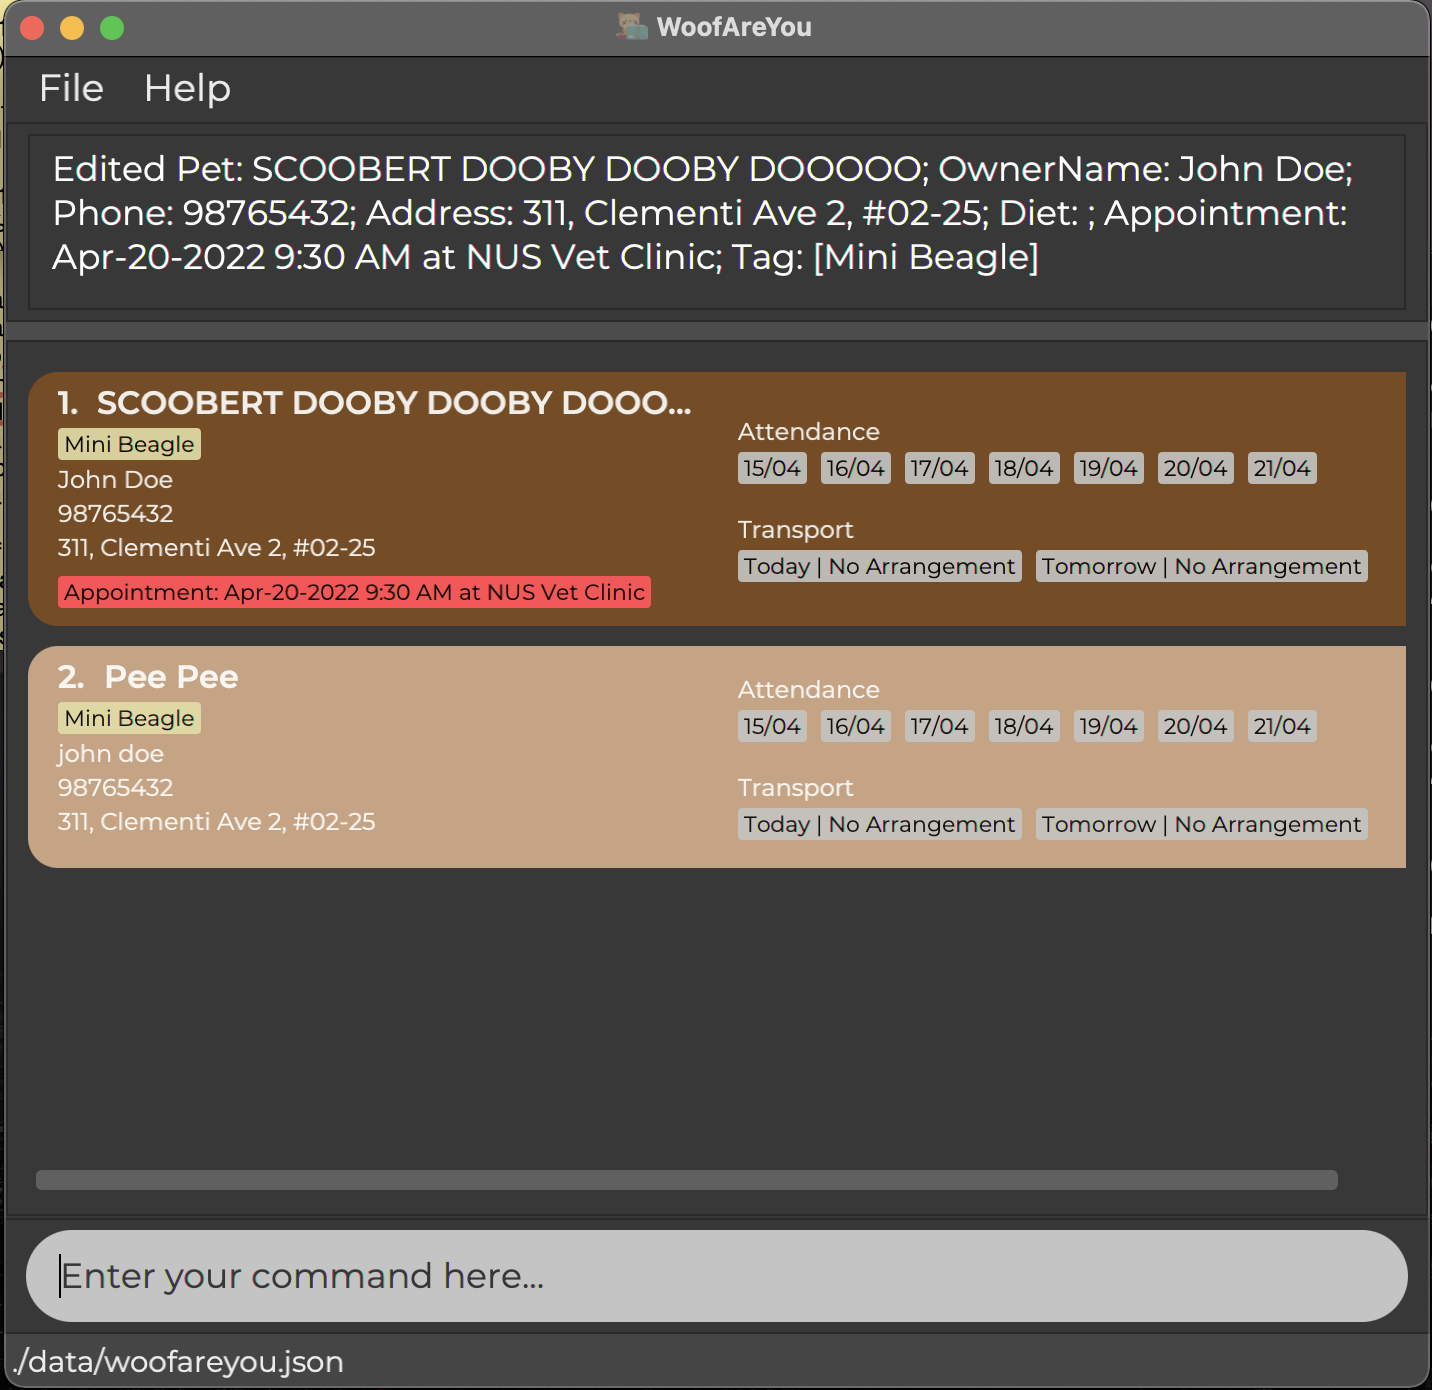 WoofAreYou
File Help
Edited Pet: SCOOBERT DOOBY DOOBY DOOOOO; OwnerName: John Doe;
Phone: 98765432; Address: 311, Clementi Ave 2, #02-25; Diet: ; Appointment:
Apr-20-2022 9:30 AM at NUS Vet Clinic; Tag: [Mini Beagle]
1. SCOOBERT DOOBY DOOBY DOOO...
Mini Beagle
John Doe
98765432
311, Clementi Ave 2, #02-25
Appointment: Apr-20-2022 9:30 AM at NUS Vet Clinic
Attendance
15/04 16/04 17/04 18/04 19/04 20/04 21/04
Transport
Today | No Arrangement Tomorrow | No Arrangement
2. Pee Pee
Mini Beagle
john doe
98765432
311, Clementi Ave 2, #02-25
Attendance
15/04 16/04 17/04 18/04 19/04 20/04 21/04
Transport
Today | No Arrangement Tomorrow | No Arrangement
Enter your command here...
./data/woofareyou.json